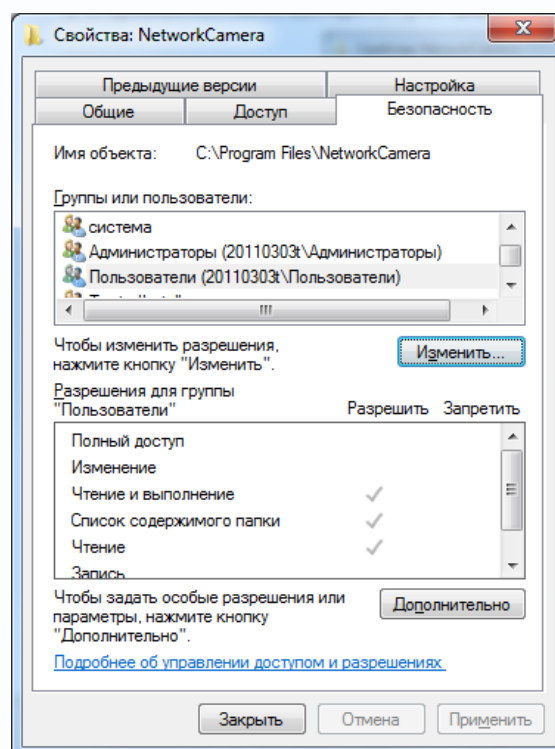 Свойства: NetworkCamera
Предыдущие версии
Настройка
Общие
Доступ
Безопасность
Имя объекта: C:\Program Files\NetworkCamera
Группы или пользователи:
система
Администраторы (20110303t\Администраторы)
Пользователи (20110303t\Пользователи)
Чтобы изменить разрешения,
нажмите кнопку "Изменить".
Изменить...
Разрешения для группы
"Пользователи"
Разрешить Запретить
Полный доступ
Изменение
Чтение и выполнение
Список содержимого папки
Чтение
Запись
Чтобы задать особые разрешения или
параметры, нажмите кнопку
"Дополнительно".
Дополнительно
Подробнее об управлении доступом и разрешениях
Закрыть
Отмена
Применить